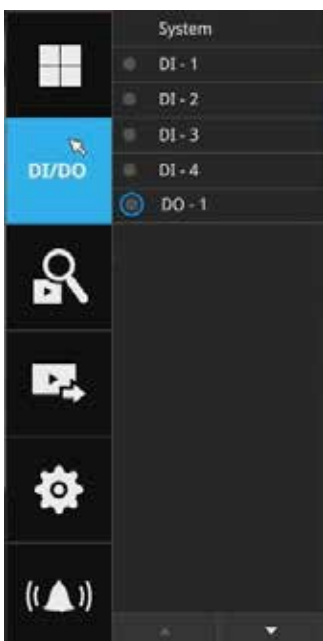 System
DI - 1
DI - 2
DI - 3
DI/DO
DI - 4
DO - 1